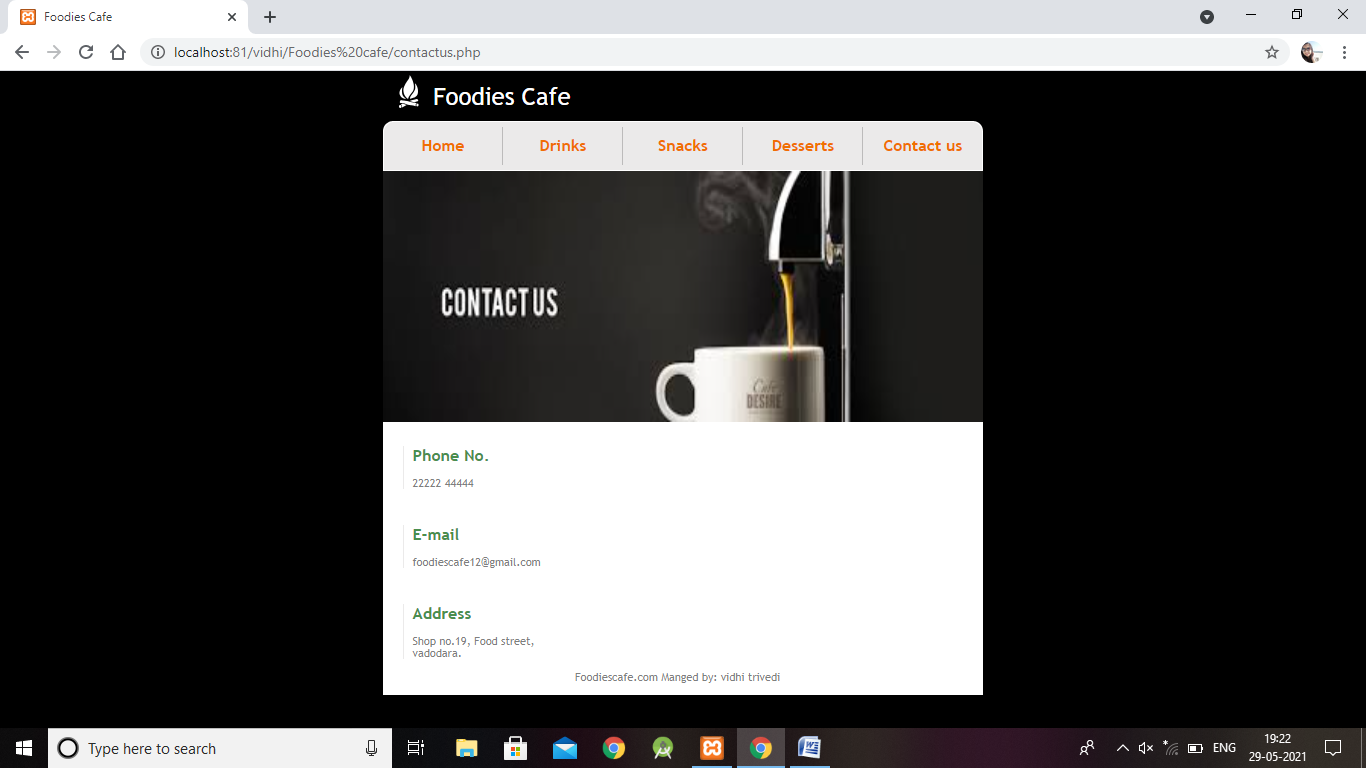 Foodies Cafe
localhost:81/vidhi/Foodies%20cafe/contactus.php
Foodies Cafe
Home Drinks Snacks Desserts Contact us
CONTACT US
Cafe
DESIRE
Phone No.
22222 44444
E-mail
foodiescafe12@gmail.com
Address
Shop no.19, Food street,
vadodara.
Foodiescafe.com Manged by: vidhi trivedi
Type here to search
ENG
19:22
29-05-2021